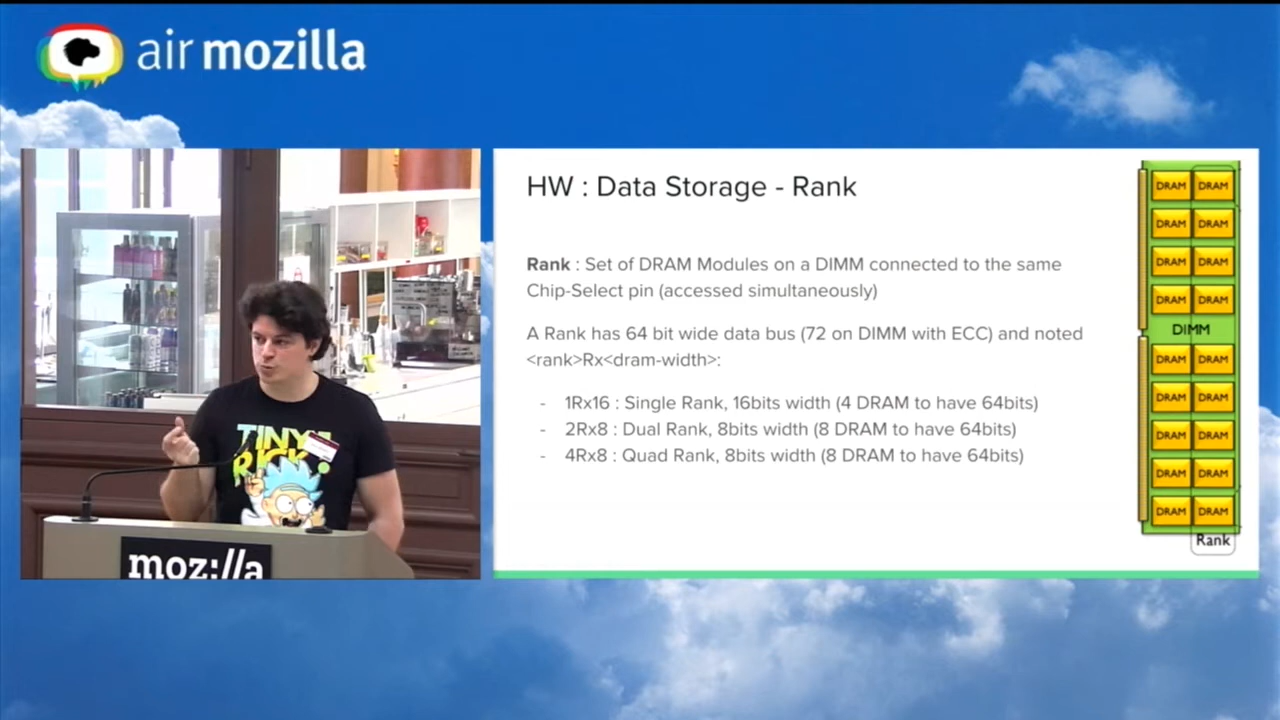 air mozilla
TINY
RICK
moz://a
HW : Data Storage - Rank
Rank : Set of DRAM Modules on a DIMM connected to the same
Chip-Select pin (accessed simultaneously)
A Rank has 64 bit wide data bus (72 on DIMM with ECC) and noted
<rank>Rx<dram-width>:
- 1Rx16 : Single Rank, 16bits width (4 DRAM to have 64bits)
- 2Rx8 : Dual Rank, 8bits width (8 DRAM to have 64bits)
- 4Rx8 : Quad Rank, 8bits width (8 DRAM to have 64bits)
DRAM DRAM
DRAM DRAM
DRAM DRAM
DRAM DRAM
DIMM
DRAM DRAM
DRAM DRAM
DRAM DRAM
DRAM DRAM
DRAM DRAM
Rank